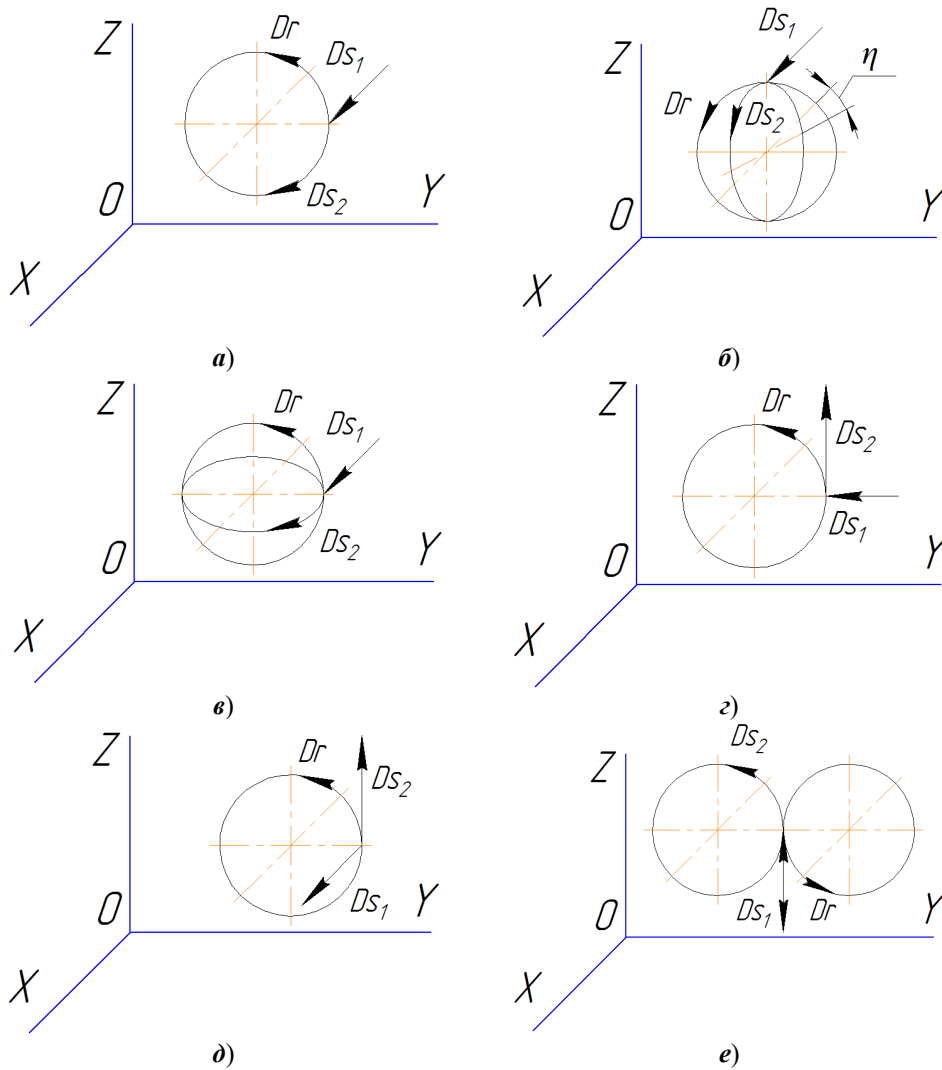 Z Dr Ds₁
O Ds₂ Y
X
а)
Z Ds₁ η
Dr Ds₂
O Y
X
б)
Z Dr Ds₁
O Ds₂ Y
X
в)
Z Dr Ds₂
O Ds₁ Y
X
г)
Z Dr Ds₂
O Ds₁ Y
X
д)
Z Ds₂
O Ds₁ Dr Y
X
е)